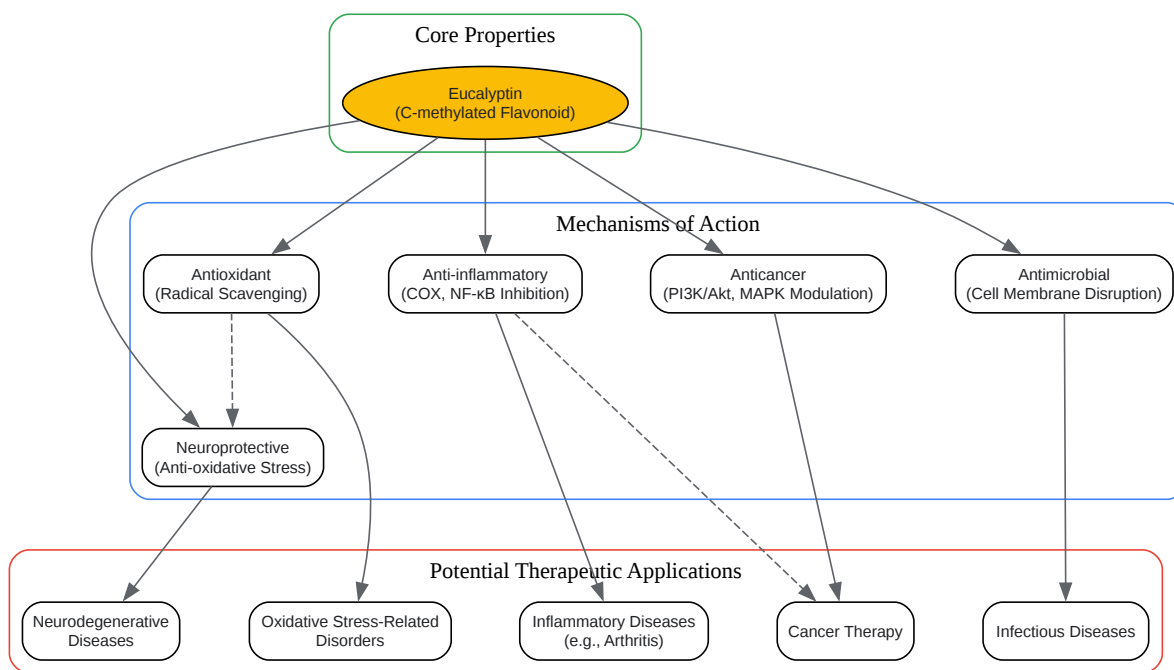 Core Properties
Eucalyptin
(C-methylated Flavonoid)
Mechanisms of Action
Antioxidant
(Radical Scavenging)
Anti-inflammatory
(COX, NF-κB Inhibition)
Anticancer
(PI3K/Akt, MAPK Modulation)
Antimicrobial
(Cell Membrane Disruption)
Neuroprotective
(Anti-oxidative Stress)
Potential Therapeutic Applications
Neurodegenerative
Diseases
Oxidative Stress-Related
Disorders
Inflammatory Diseases
(e.g., Arthritis)
Cancer Therapy
Infectious Diseases